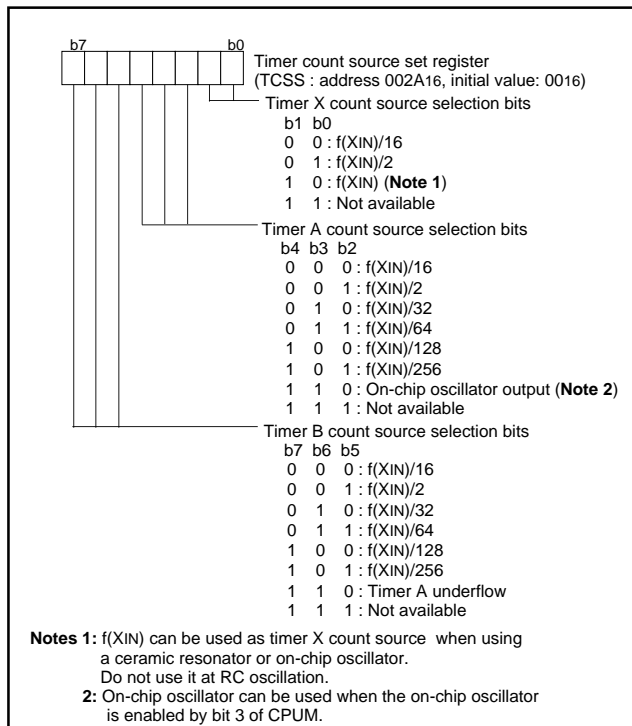 b7 b0
Timer count source set register
(TCSS : address 002A16, initial value: 0016)
Timer X count source selection bits
b1 b0
0 0 : f(XIN)/16
0 1 : f(XIN)/2
1 0 : f(XIN) (Note 1)
1 1 : Not available
Timer A count source selection bits
b4 b3 b2
0 0 0 : f(XIN)/16
0 0 1 : f(XIN)/2
0 1 0 : f(XIN)/32
0 1 1 : f(XIN)/64
1 0 0 : f(XIN)/128
1 0 1 : f(XIN)/256
1 1 0 : On-chip oscillator output (Note 2)
1 1 1 : Not available
Timer B count source selection bits
b7 b6 b5
0 0 0 : f(XIN)/16
0 0 1 : f(XIN)/2
0 1 0 : f(XIN)/32
0 1 1 : f(XIN)/64
1 0 0 : f(XIN)/128
1 0 1 : f(XIN)/256
1 1 0 : Timer A underflow
1 1 1 : Not available
Notes 1: f(XIN) can be used as timer X count source when using
a ceramic resonator or on-chip oscillator.
Do not use it at RC oscillation.
2: On-chip oscillator can be used when the on-chip oscillator
is enabled by bit 3 of CPUM.